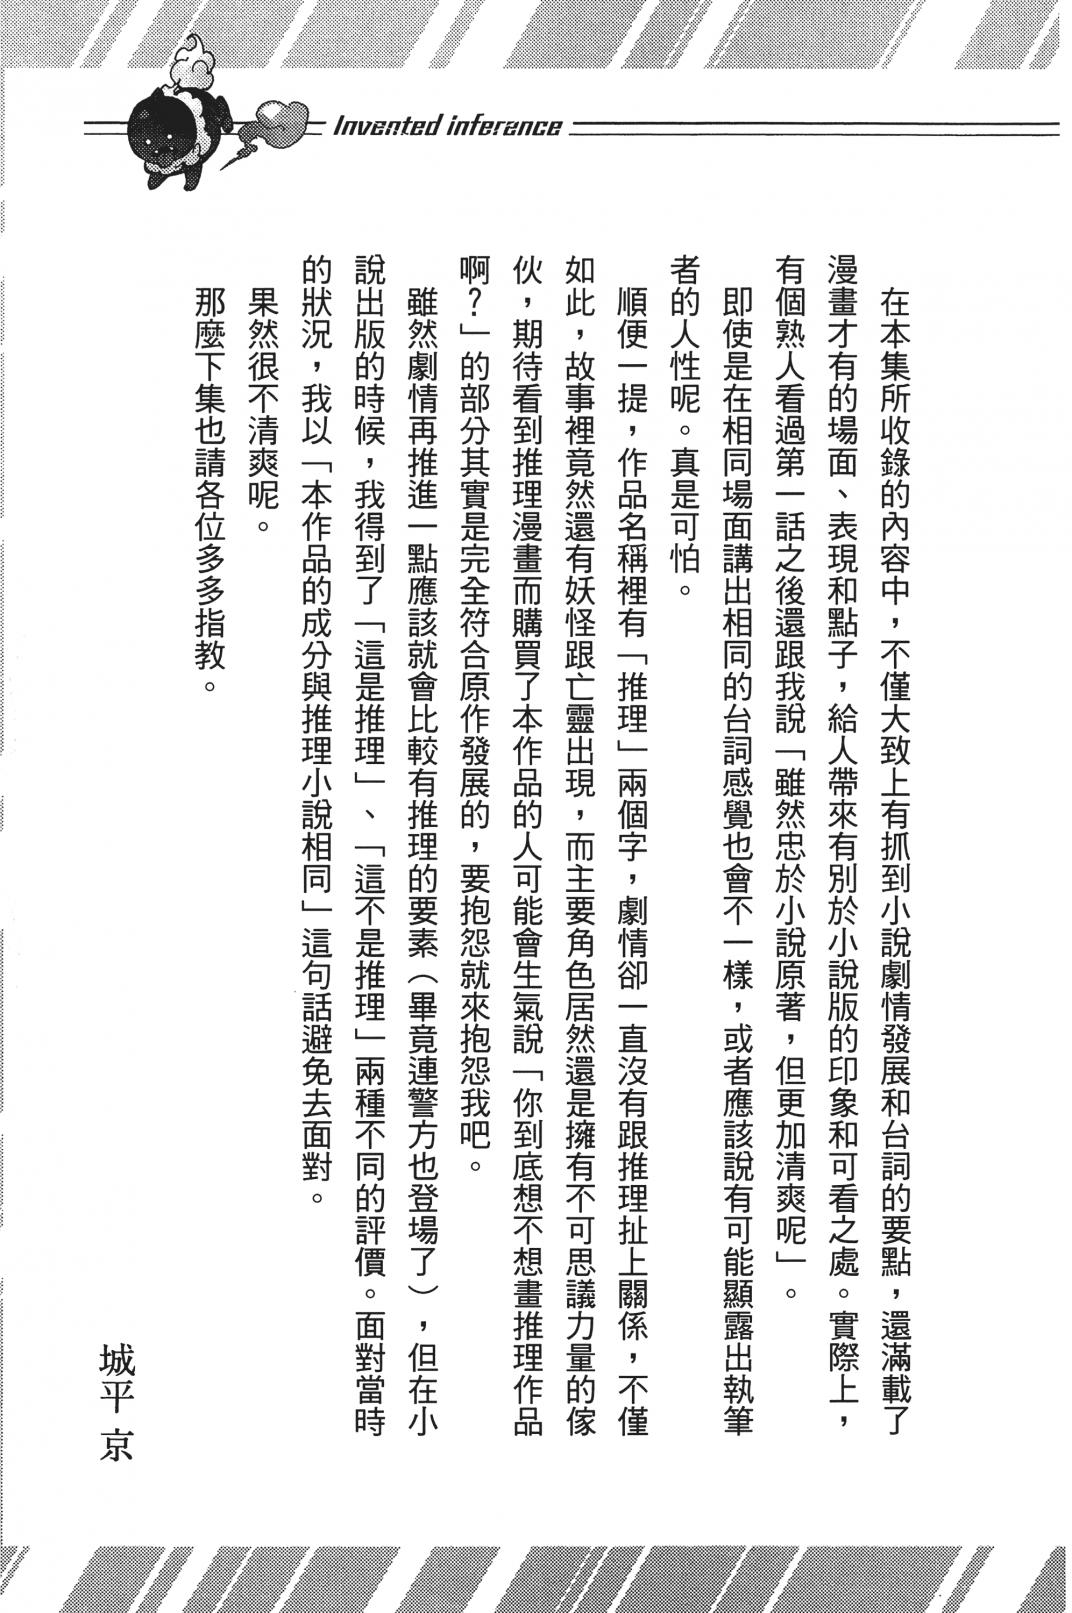 Invented inference
在本集所收錄的內容中，不僅大致上有抓到小說劇情發展和台詞的要點，還滿載了
漫畫才有的場面、表現和點子，給人帶來有別於小說版的印象和可看之處。實際上，
有個熟人看過第一話之後還跟我說「雖然忠於小說原著，但更加清爽呢」。
即使是在相同場面講出相同的台詞感覺也會不一樣，或者應該說有可能顯露出執筆
者的人性呢。真是可怕。
順便一提，作品名稱裡有「推理」兩個字，劇情卻一直沒有跟推理扯上關係，不僅
如此，故事裡竟然還有妖怪跟亡靈出現，而主要角色居然還是擁有不可思議力量的傢
伙，期待看到推理漫畫而購買了本作品的人可能會生氣說「你到底想不想畫推理作品
啊？」的部分其實是完全符合原作發展的，要抱怨就來抱怨我吧。
雖然劇情再推進一點應該就會比較有推理的要素（畢竟連警方也登場了），但在小
說出版的時候，我得到了「這是推理」、「這不是推理」兩種不同的評價。面對當時
的狀況，我以「本作品的成分與推理小說相同」這句話避免去面對。
果然很不清爽呢。
那麼下集也請各位多多指教。
城平 京